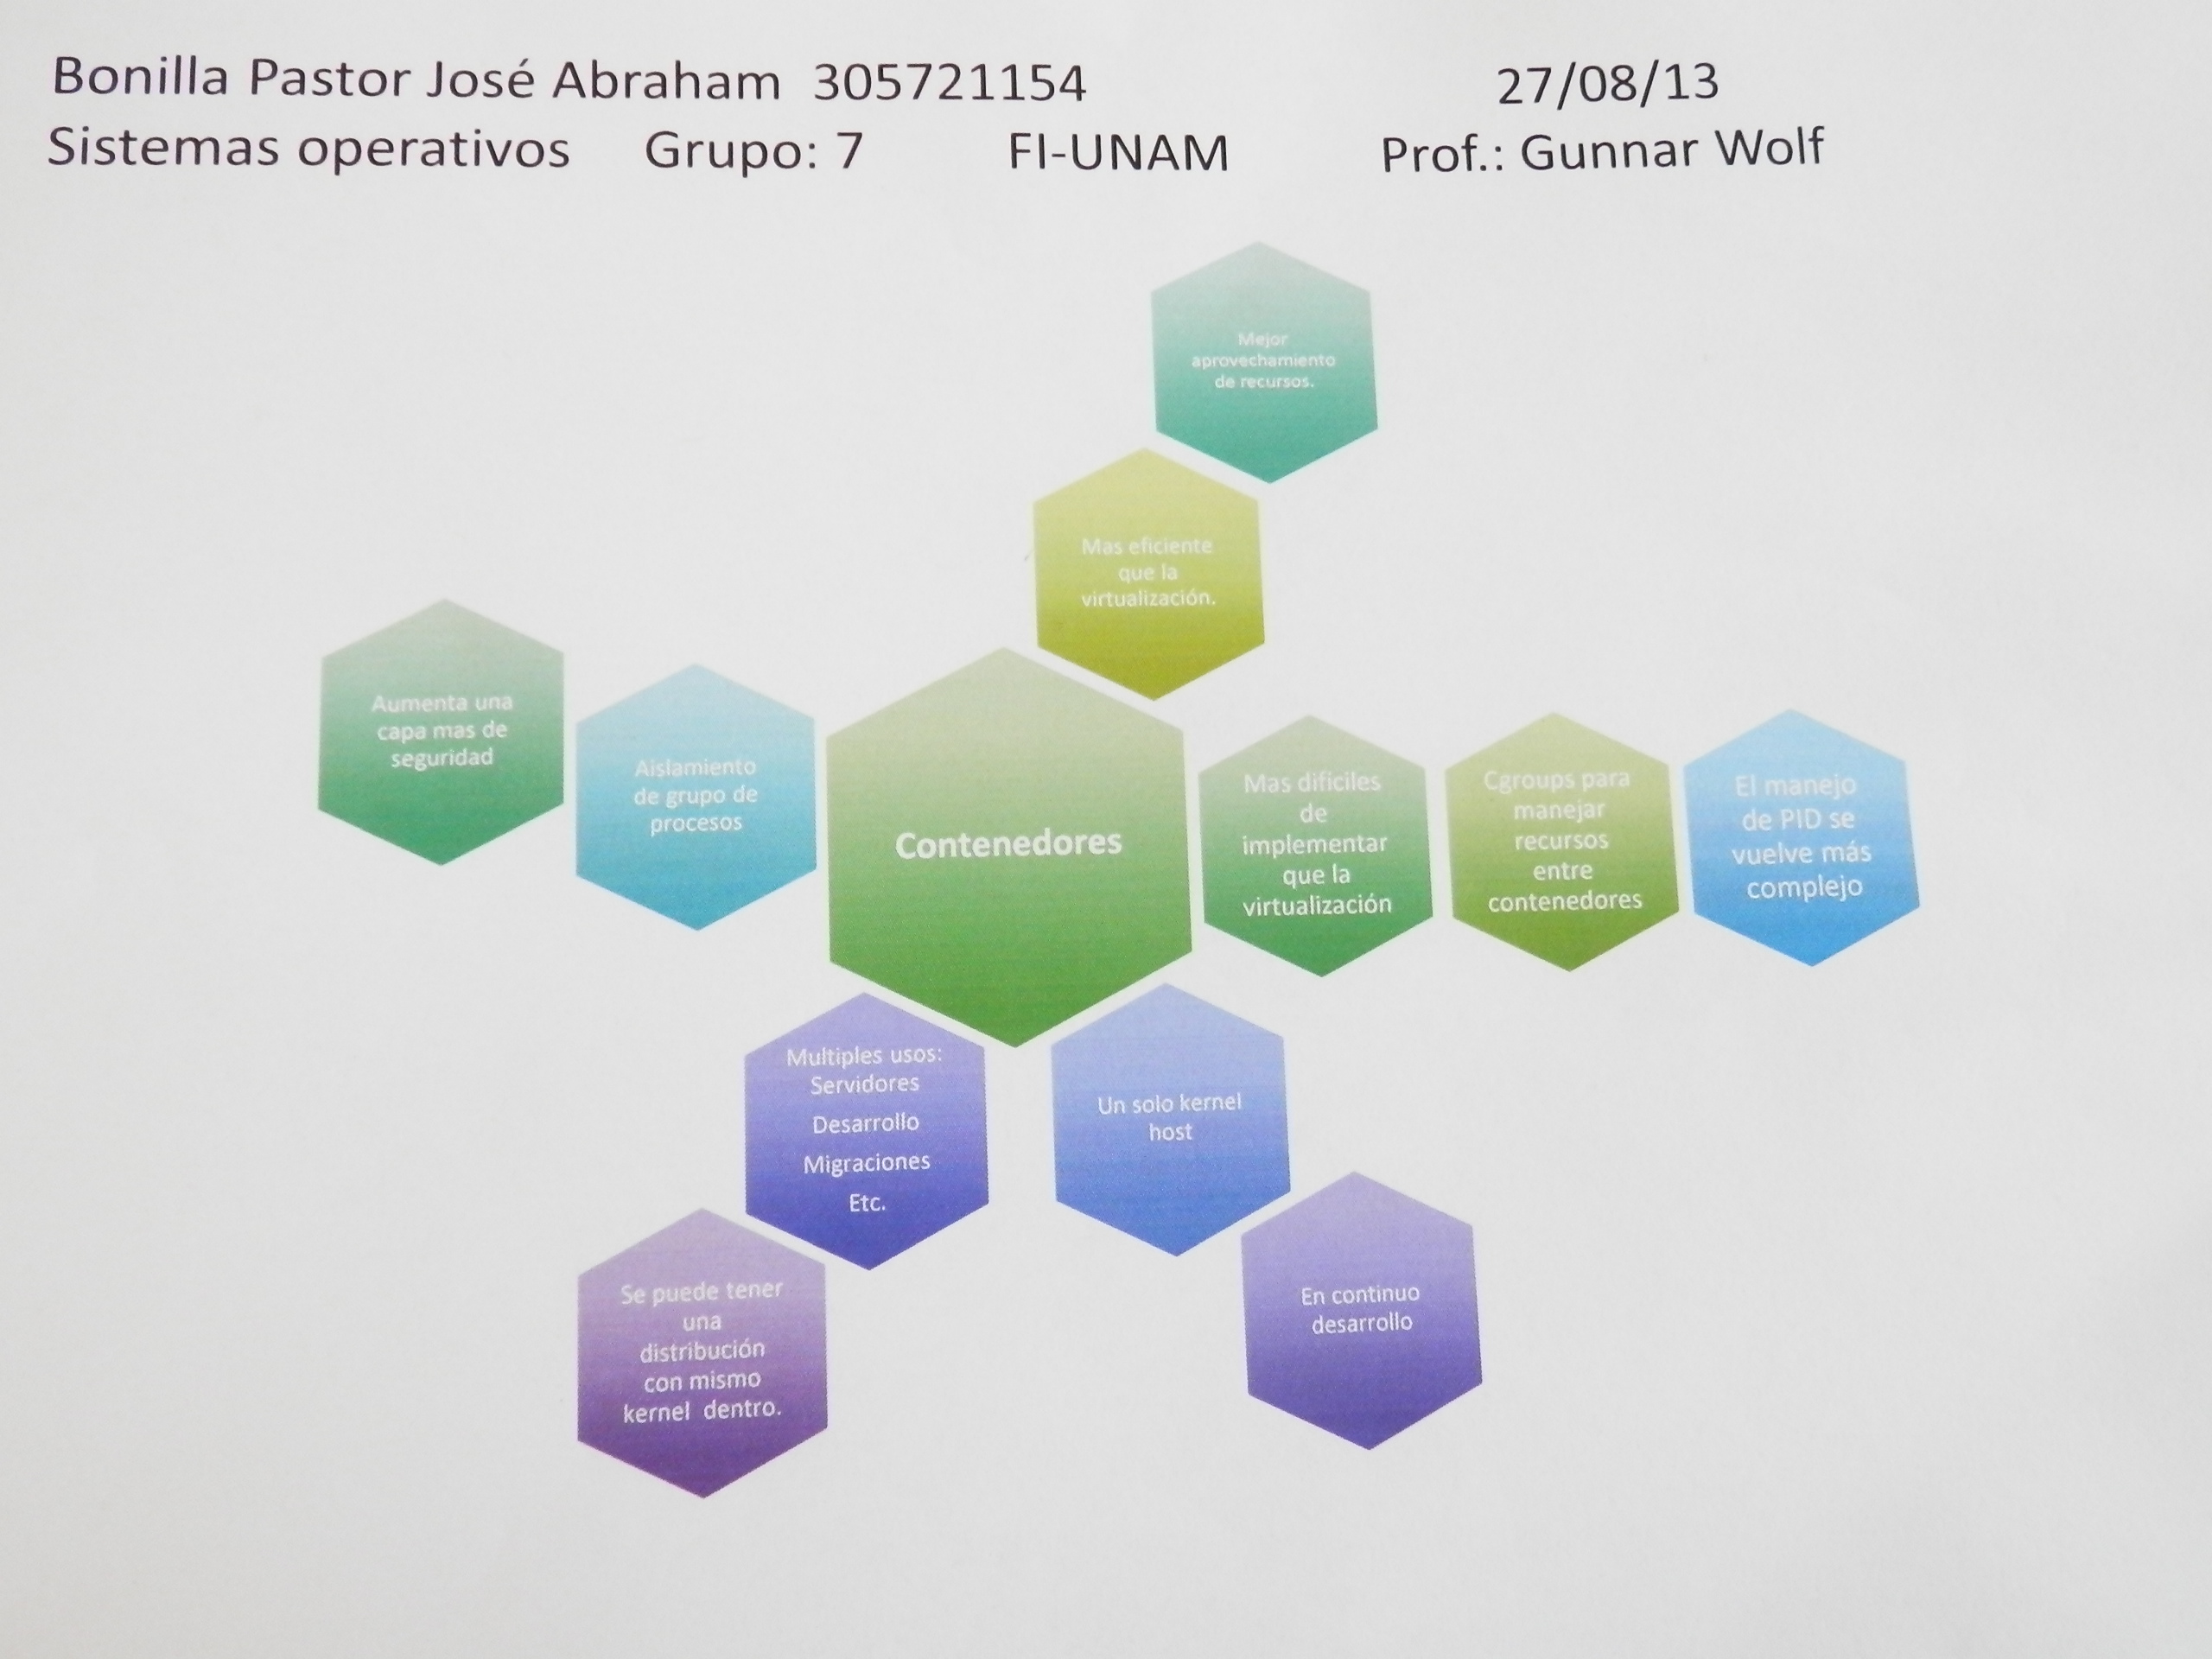 Bonilla Pastor José Abraham 305721154 27/08/13
Sistemas operativos Grupo: 7 FI-UNAM Prof.: Gunnar Wolf
Mejor
aprovechamiento
de recursos.
Mas eficiente
que la
virtualización.
Aumenta una
capa mas de
seguridad
Aislamiento
de grupo de
procesos
Contenedores
Mas dificiles
de
implementar
que la
virtualización
Cgroups para
manejar
recursos
entre
contenedores
El manejo
de PID se
vuelve más
complejo
Multiples usos:
Servidores
Desarrollo
Migraciones
Etc.
Un solo kernel
host
Se puede tener
una
distribución
con mismo
kernel dentro.
En continuo
desarrollo